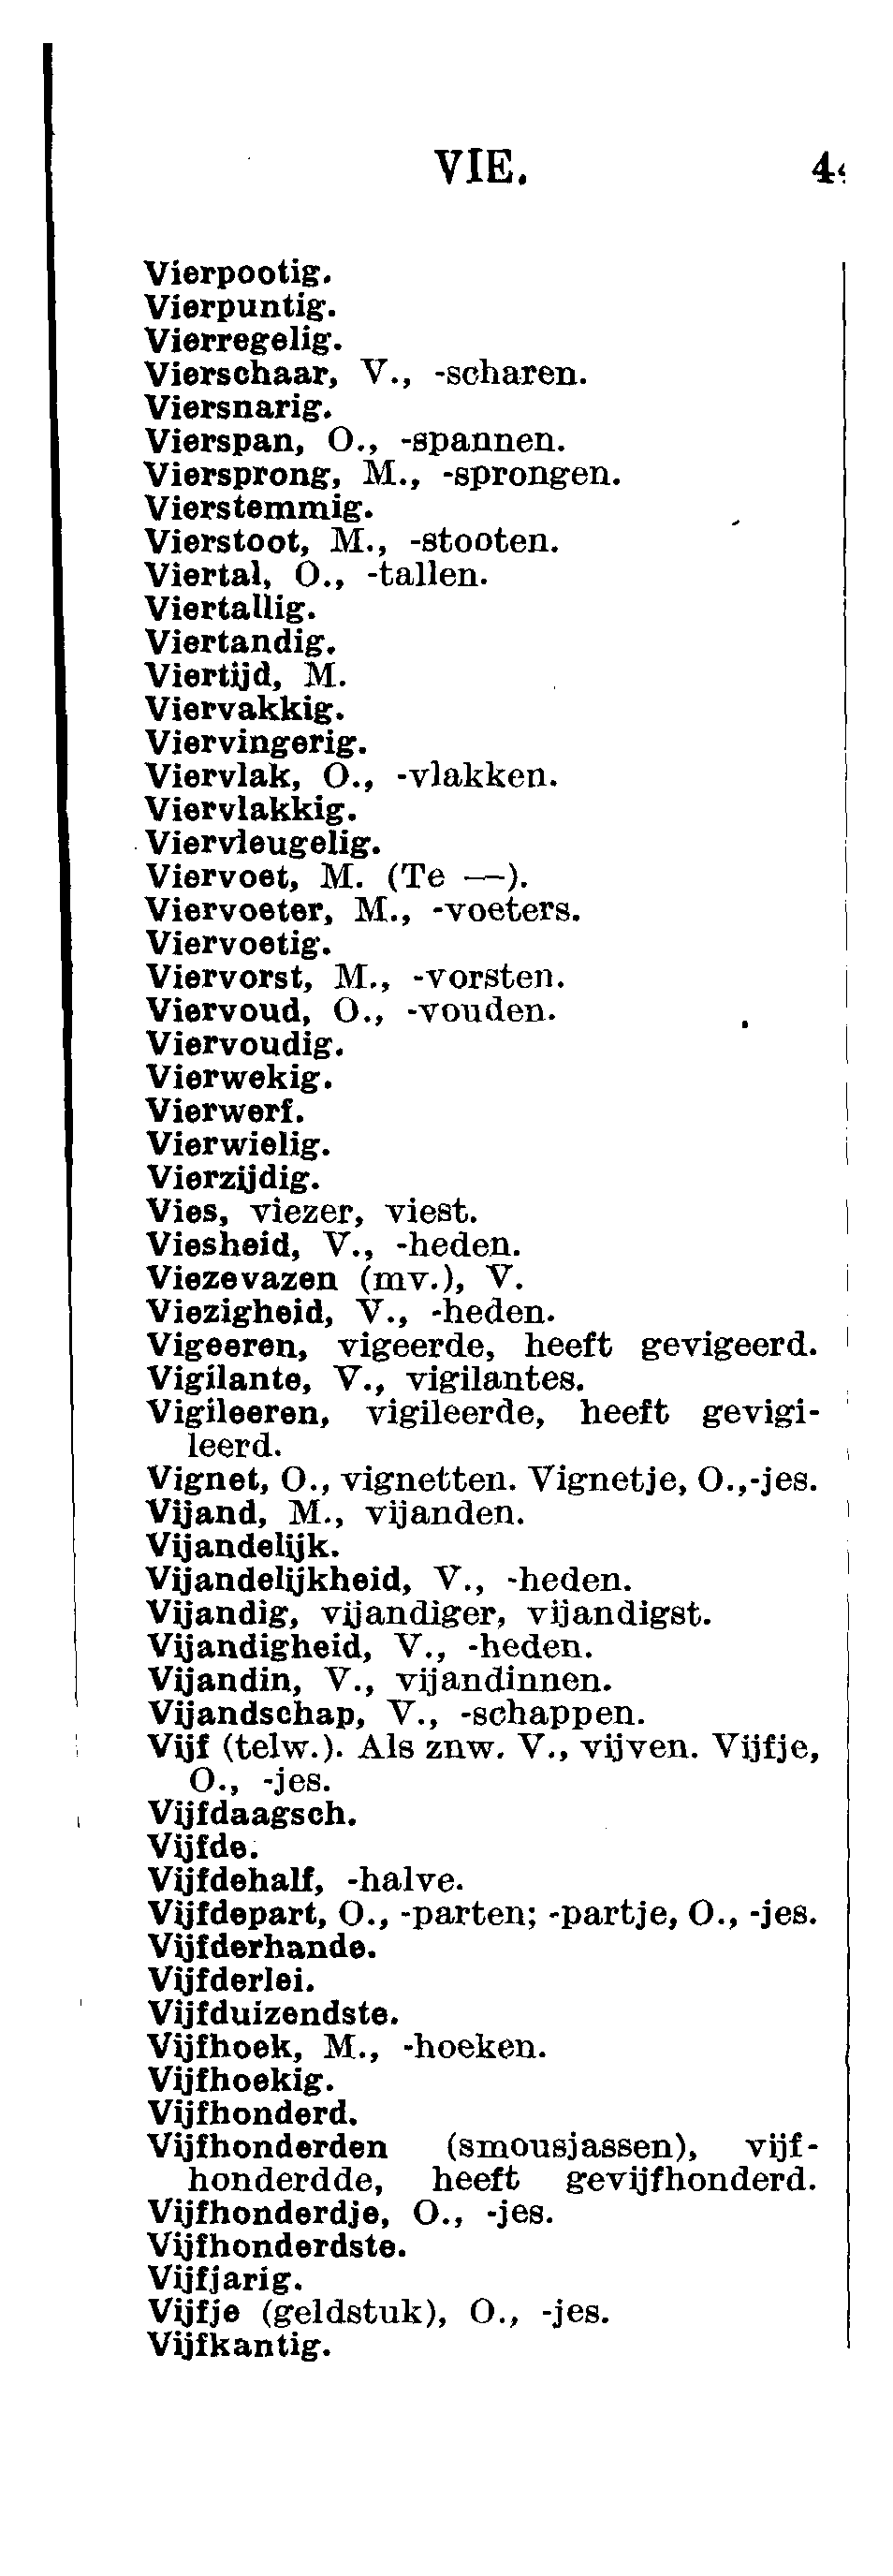 VIE.
Vierpootig.
Vierpuntig.
Vierregelig.
Vierschaar, V., -scharen.
Viersnarig.
Vierspan, O., -spannen.
Viersprong, M., -sprongen.
Vierstemmig.
Vierstoot, M., -stooten.
Viertal, O., -tallen.
Viertallig.
Viertandig.
Viertijd, M.
Viervakkig.
Viervingerig.
Viervlak, O., -vlakken.
Viervlakkig.
Viervleugelig.
Viervoet, M. (Te —).
Viervoeter, M., -voeters.
Viervoetig.
Viervorst, M., -vorsten.
Viervoud, O., -vouden.
Viervoudig.
Vierwekig.
Vierwerf.
Vierwielig.
Vierzijdig.
Vies, viezer, viest.
Viesheid, V., -heden.
Viezevazen (mv.), V.
Viezigheid, V., -heden.
Vigeeren, vigeerde, heeft gevigeerd.
Vigilante, V., vigilantes.
Vigileeren, vigileerde, heeft gevigi-
leerd.
Vignet, O., vignetten. Vignetje, O.,-jes.
Vijand, M., vijanden.
Vijandelijk.
Vijandelijkheid, V., -heden.
Vijandig, vijandiger, vijandigst.
Vijandigheid, V., -heden.
Vijandin, V., vijandinnen.
Vijandschap, V., -schappen.
Vijf (telw.). Als znw. V., vijven. Vijfje,
O., -jes.
Vijfdaagsch.
Vijfde.
Vijfdehalf, -halve.
Vijfdepart, O., -parten; -partje, O., -jes.
Vijfderhande.
Vijfderlei.
Vijfduizendste.
Vijfhoek, M., -hoeken.
Vijfhoekig.
Vijfhonderd.
Vijfhonderden (smousjassen), vijf-
honderdde, heeft gevijfhonderd.
Vijfhonderdje, O., -jes.
Vijfhonderdste.
Vijfjarig.
Vijfje (geldstuk), O., -jes.
Vijfkantig.